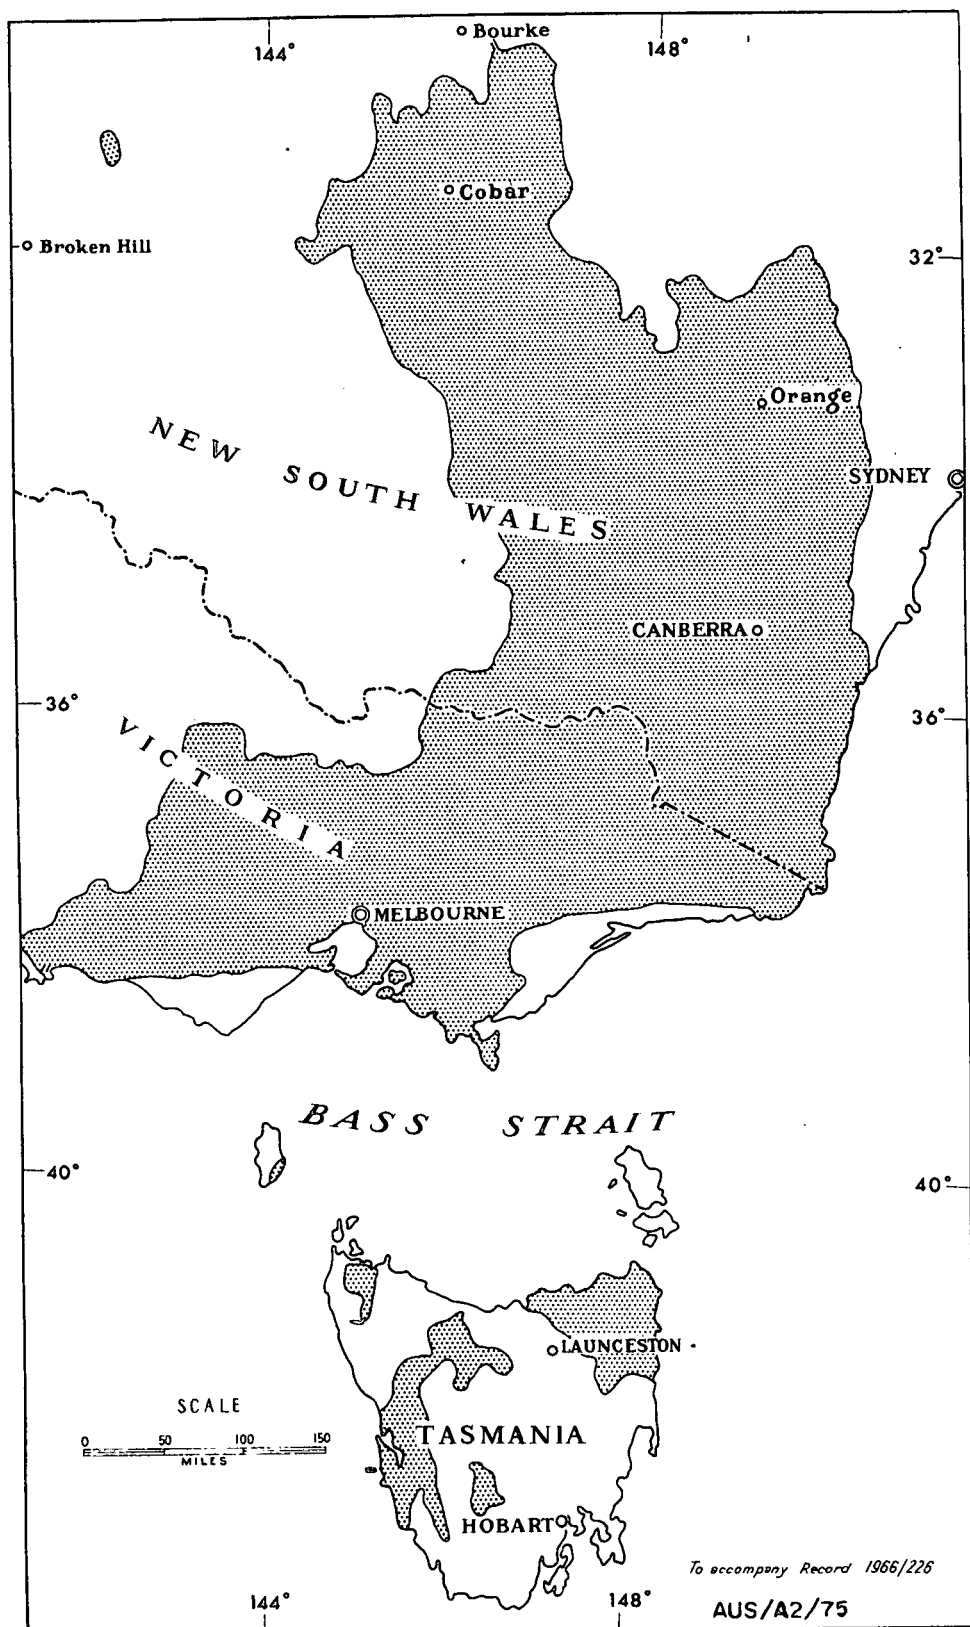 144°
148°
Bourke
Cobar
Broken Hill
32°
Orange
NEW SOUTH WALES
SYDNEY
CANBERRA
36°
36°
VICTORIA
MELBOURNE
BASS STRAIT
40°
40°
LAUNCESTON
SCALE
0 50 100 150
MILES
TASMANIA
HOBART
To accompany Record 1966/226
144°
148°
AUS/A2/75